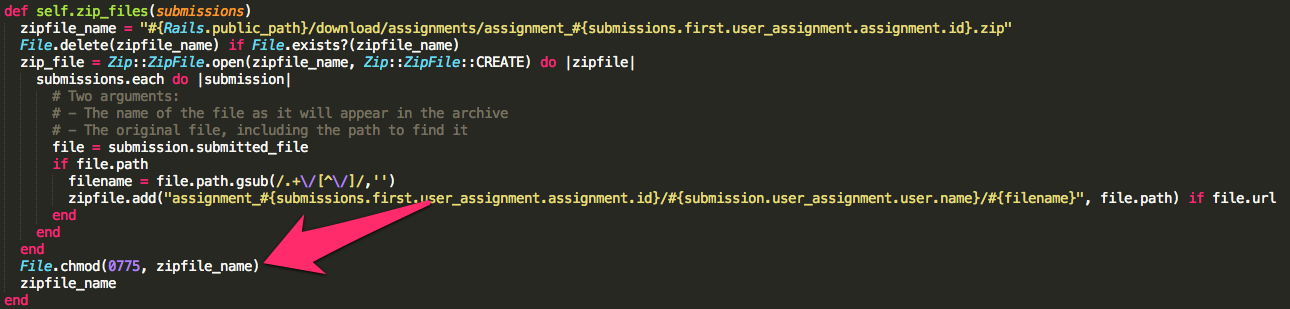 def self.zip_files(submissions)
zipfile_name = "#{Rails.public_path}/download/assignments/assignment_#{submissions.first.user_assignment.assignment.id}.zip"
File.delete(zipfile_name) if File.exists?(zipfile_name)
zip_file = Zip::ZipFile.open(zipfile_name, Zip::ZipFile::CREATE) do |zipfile|
submissions.each do |submission|
# Two arguments:
# - The name of the file as it will appear in the archive
# - The original file, including the path to find it
file = submission.submitted_file
if file.path
filename = file.path.gsub(/.+\/[^\/]/,'')
zipfile.add("assignment_#{submissions.first.user_assignment.assignment.id}/#{submission.user_assignment.user.name}/#{filename}", file.path) if file.url
end
end
end
File.chmod(0775, zipfile_name)
zipfile_name
end